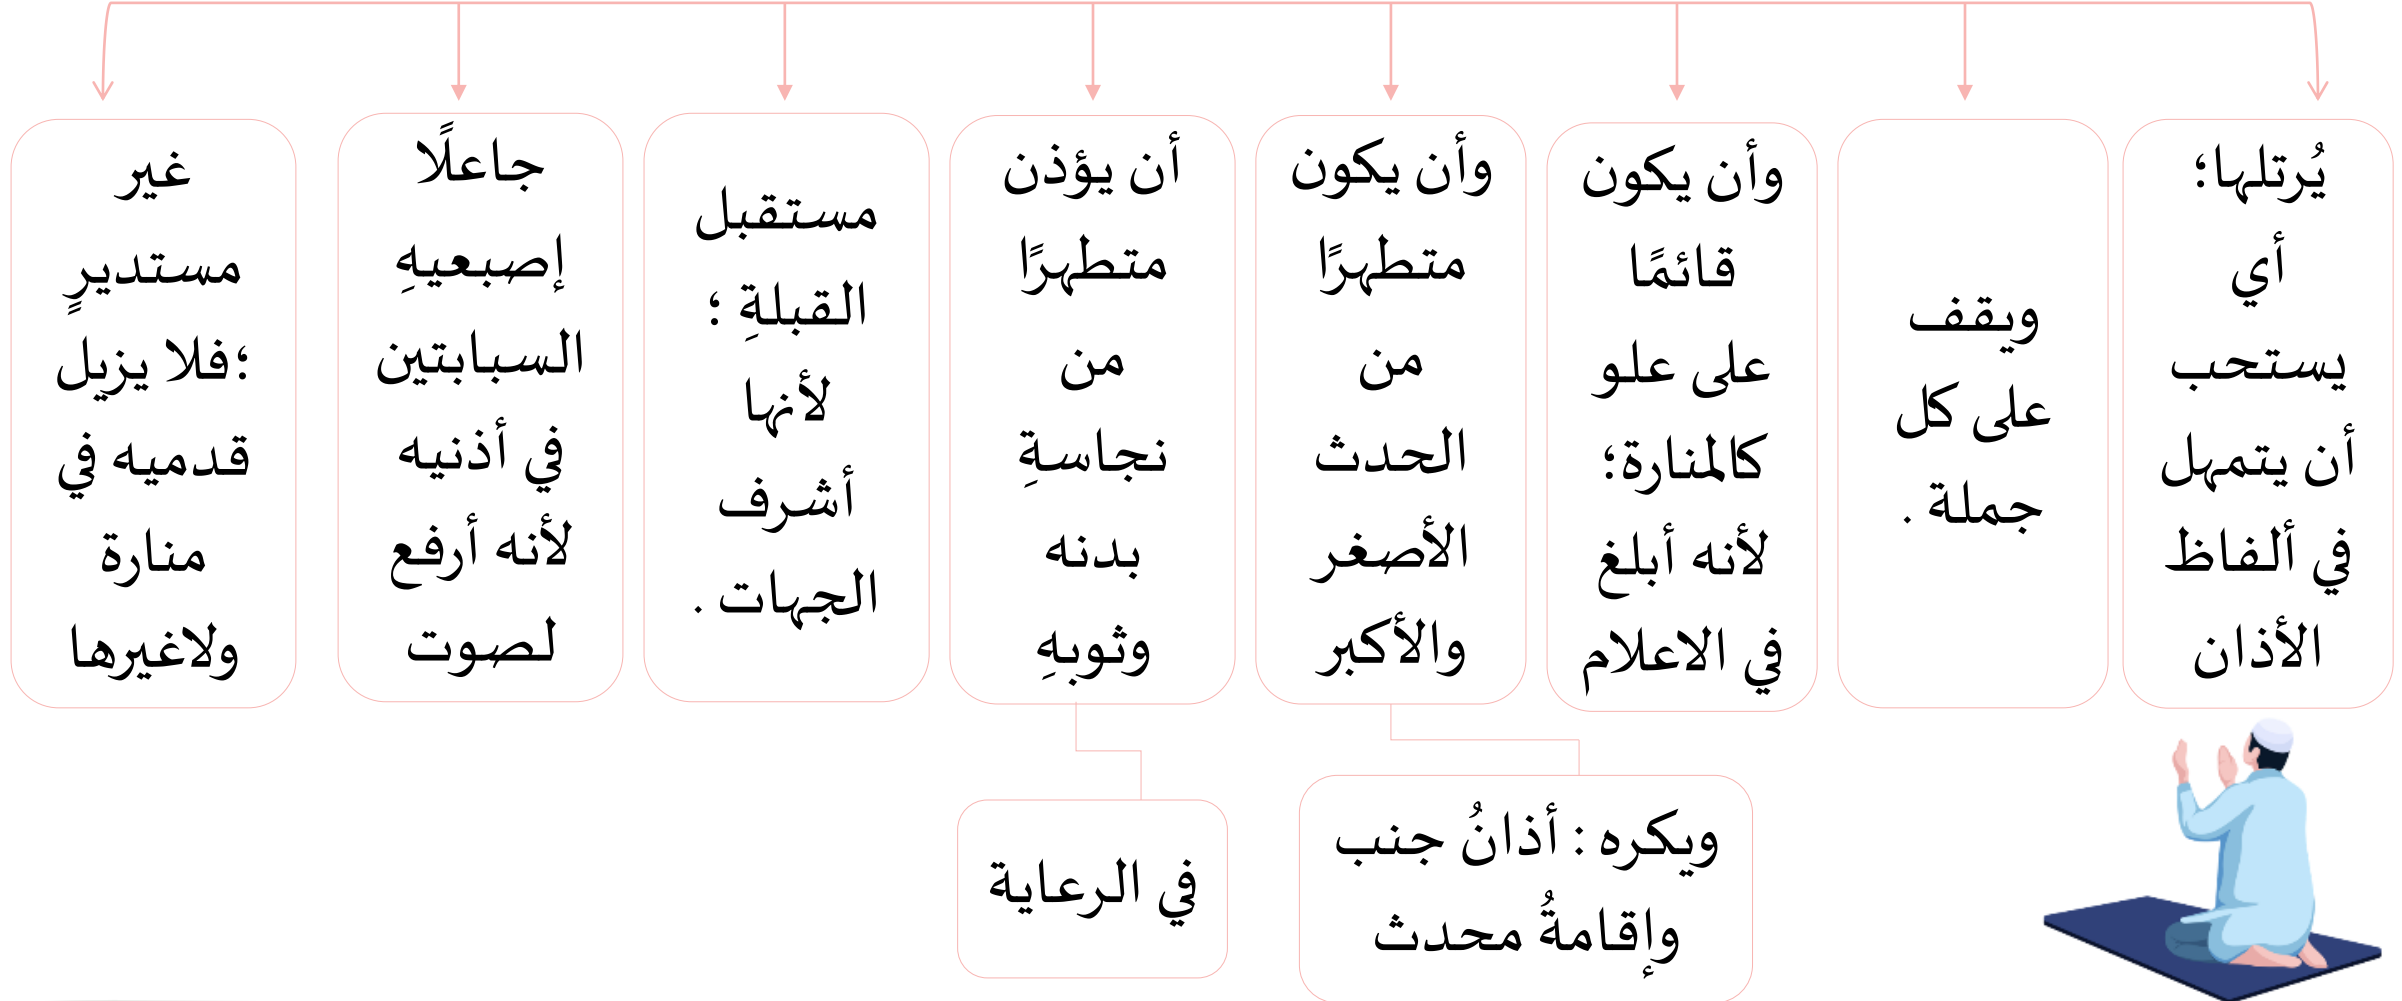 يُرتلها؛
أي
يستحب
أن يتمهل
في ألفاظ
الأذان
ويقف
على كل
جملة .
وأن يكون
قائمًا
على علو
كالمنارة؛
لأنه أبلغ
في الاعلام
وأن يكون
متطهرًا
من
الحدث
الأصغر
والأكبر
ويكره : أذانُ جنب
وإقامةُ محدث
أن يؤذن
متطهرًا
من
نجاسةِ
بدنه
وثوبهِ
في الرعاية
مستقبل
القبلةِ ؛
لأنها
أشرف
الجهات .
جاعلًا
إصبعيهِ
السبابتين
في أذنيه
لأنه أرفع
لصوت
غير
مستديرٍ
؛فلا يزيل
قدميه في
منارة
ولاغيرها